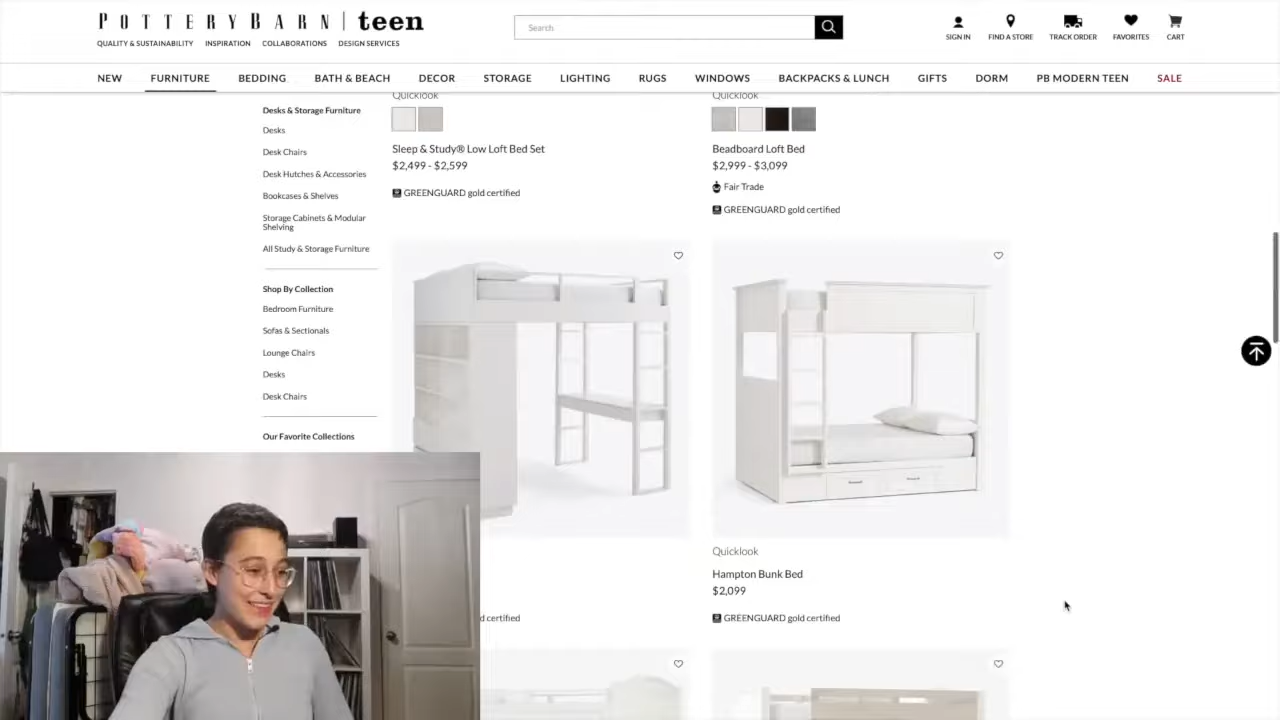 POTTERY BARN | teen
QUALITY & SUSTAINABILITY INSPIRATION COLLABORATIONS DESIGN SERVICES
Search
SIGN IN FIND A STORE TRACK ORDER FAVORITES CART
NEW FURNITURE BEDDING BATH & BEACH DECOR STORAGE LIGHTING RUGS WINDOWS BACKPACKS & LUNCH GIFTS DORM PB MODERN TEEN SALE
Desks & Storage Furniture
Desks
Desk Chairs
Desk Hutches & Accessories
Bookcases & Shelves
Storage Cabinets & Modular
Shelving
All Study & Storage Furniture
Shop By Collection
Bedroom Furniture
Sofas & Sectionals
Lounge Chairs
Desks
Desk Chairs
Our Favorite Collections
Quicklook
Sleep & Study® Low Loft Bed Set
$2,499 - $2,599
GREENGUARD gold certified
Quicklook
Beadboard Loft Bed
$2,999 - $3,099
Fair Trade
GREENGUARD gold certified
d certified
Quicklook
Hampton Bunk Bed
$2,099
GREENGUARD gold certified